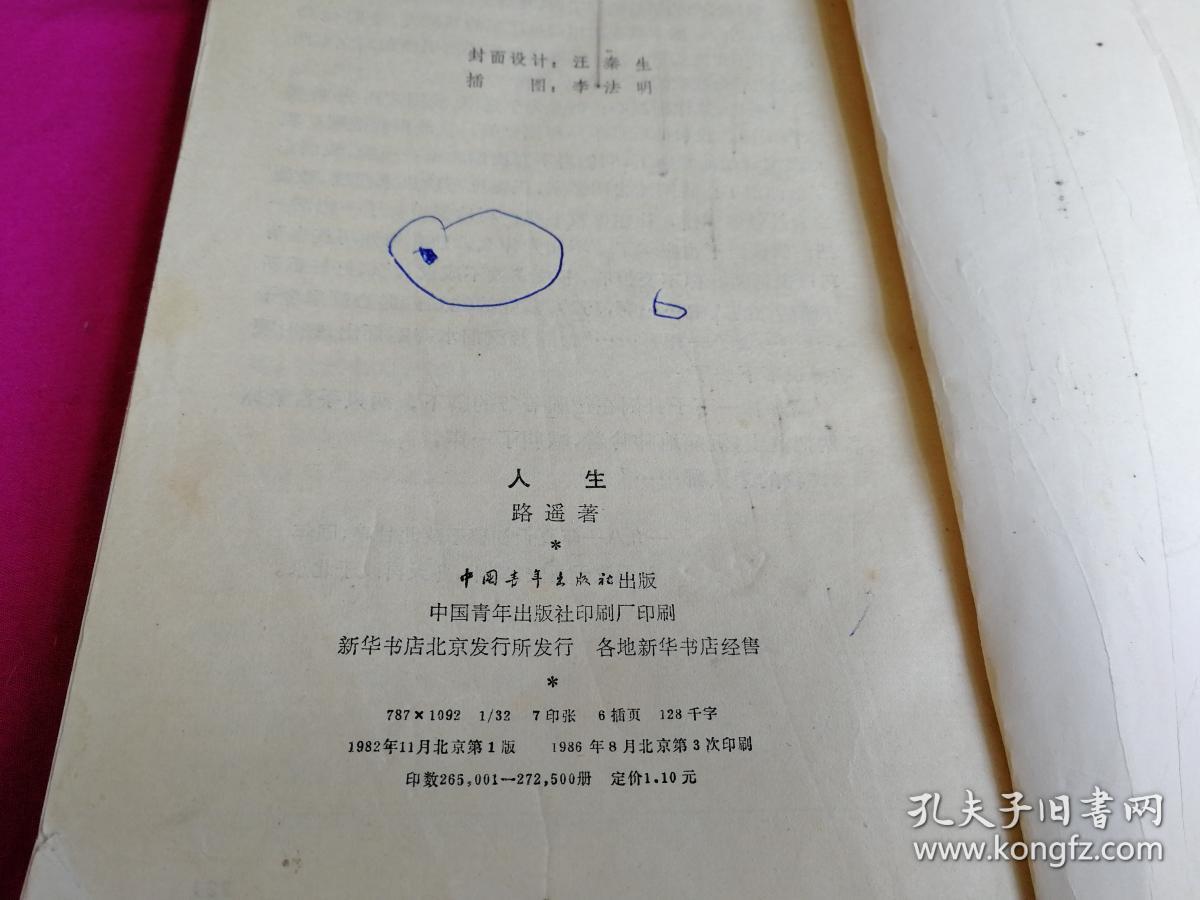 封面设计：汪秦生
插　图：李法明
人　生
路遥著
*
中国青年出版社出版
中国青年出版社印刷厂印刷
新华书店北京发行所发行　各地新华书店经售
*
787×1092 1/32 7印张 6插页 128千字
1982年11月北京第1版　1986年8月北京第3次印刷
印数265,001—272,500册　定价1.10元
孔夫子旧书网
www.kongfz.com